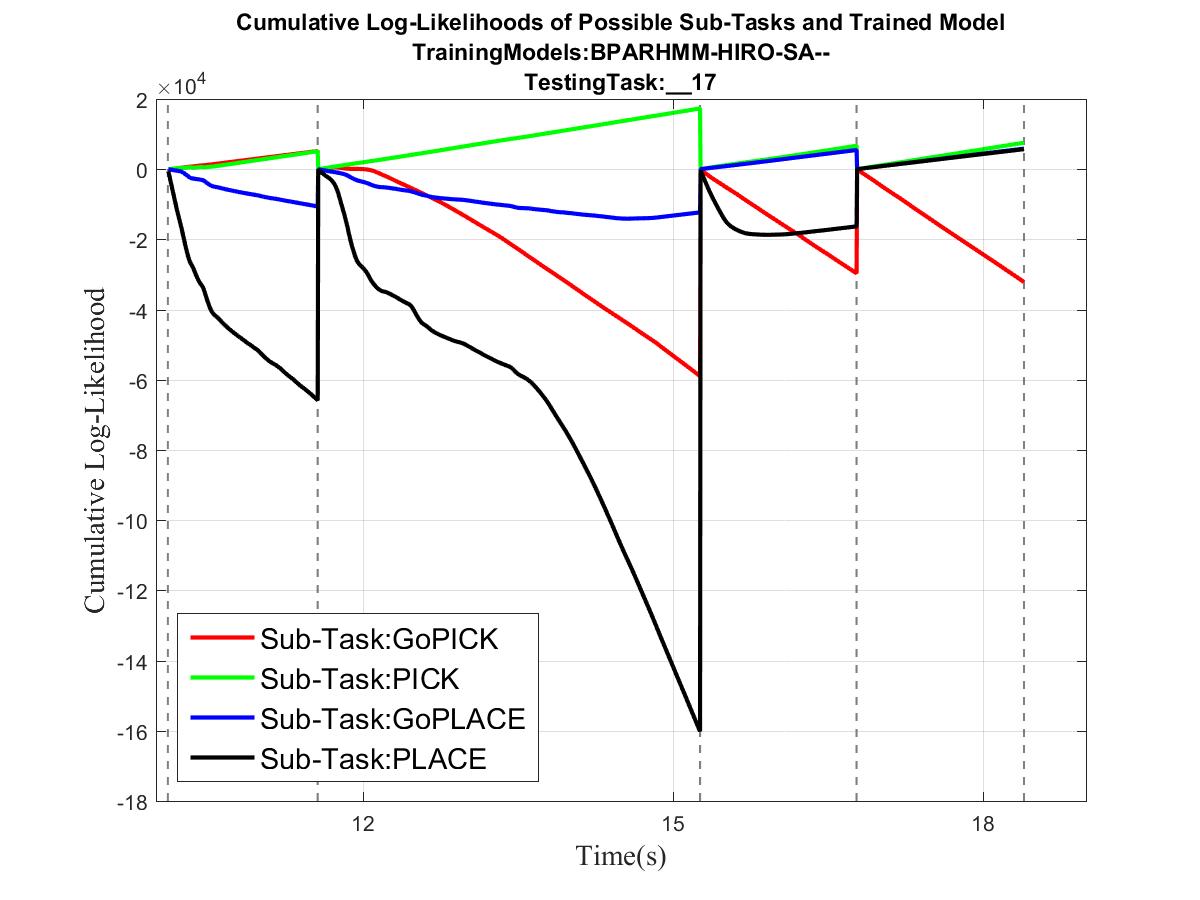 Cumulative Log-Likelihoods of Possible Sub-Tasks and Trained Model
TrainingModels:BPARHMM-HIRO-SA--
TestingTask:__17
×10^4
2
0
-2
-4
-6
-8
-10
-12
-14
-16
-18
Cumulative Log-Likelihood
Sub-Task:GoPICK
Sub-Task:PICK
Sub-Task:GoPLACE
Sub-Task:PLACE
12 15 18
Time(s)